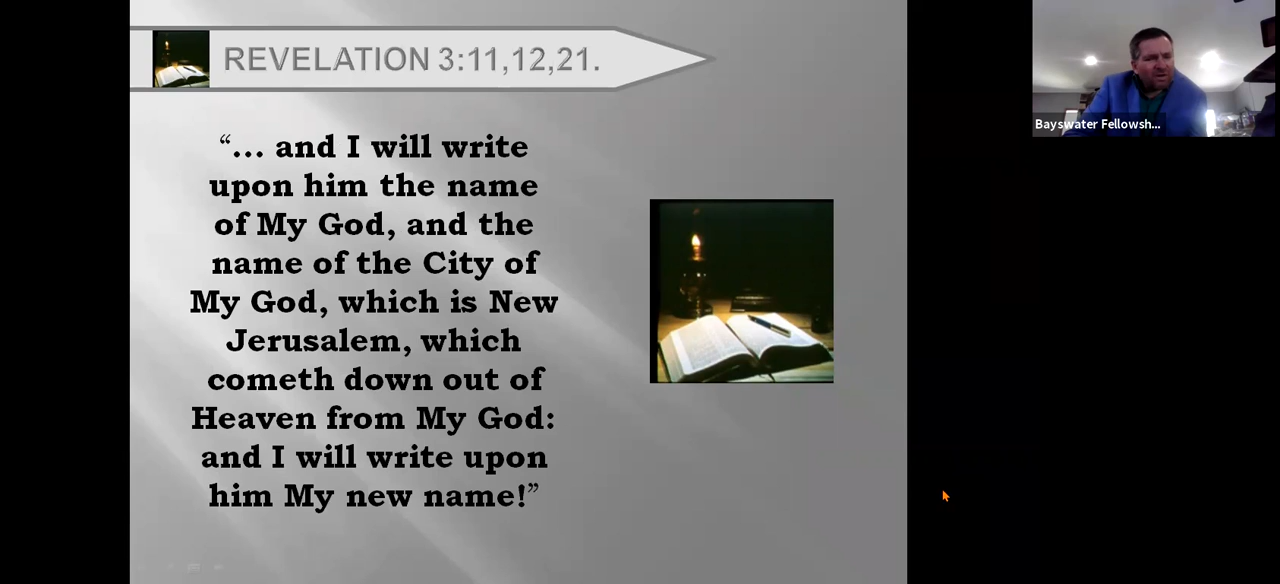 REVELATION 3:11,12,21.
“... and I will write
upon him the name
of My God, and the
name of the City of
My God, which is New
Jerusalem, which
cometh down out of
Heaven from My God:
and I will write upon
him My new name!”
Bayswater Fellowsh...